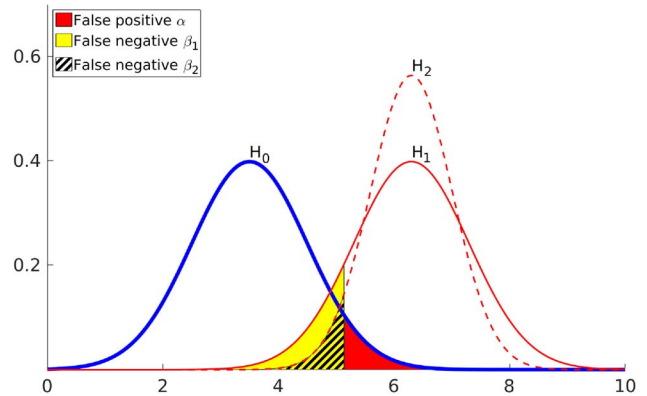 False positive α
False negative β₁
False negative β₂
H₂
H₀
H₁
0.6
0.4
0.2
0 2 4 6 8 10